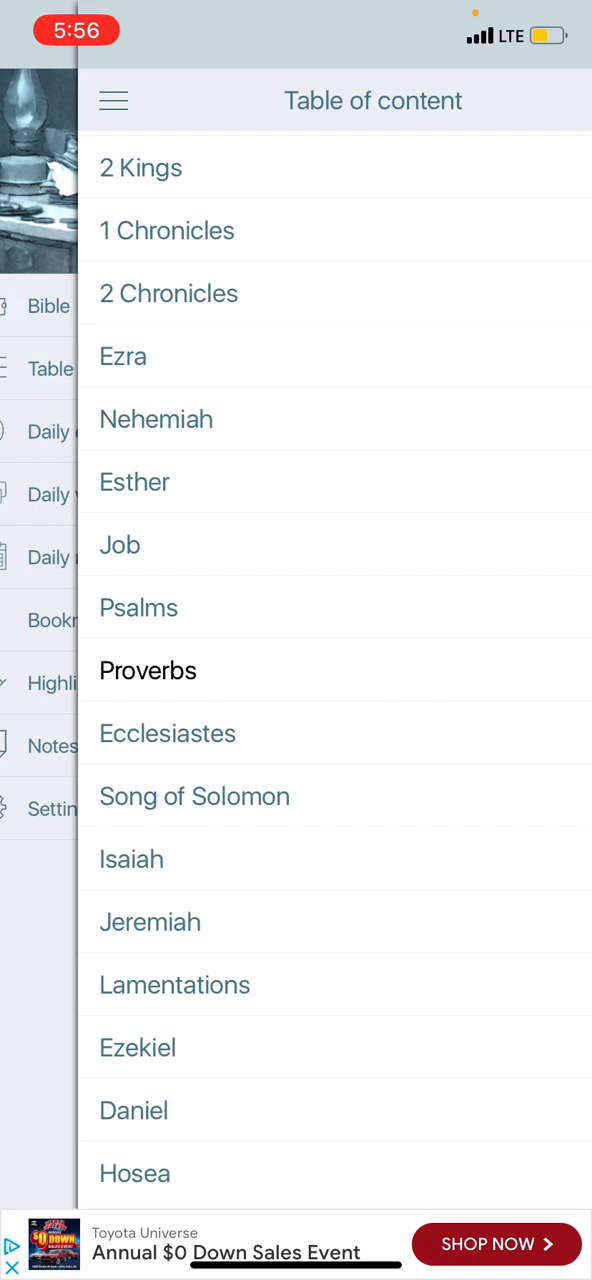 5:56
LTE
Table of content
2 Kings
1 Chronicles
2 Chronicles
Ezra
Nehemiah
Esther
Job
Psalms
Proverbs
Ecclesiastes
Song of Solomon
Isaiah
Jeremiah
Lamentations
Ezekiel
Daniel
Hosea
Bible
Table
Daily
Daily
Daily
Bookr
Highli
Notes
Settin
$0 DOWN
Toyota Universe
Annual $0 Down Sales Event
SHOP NOW